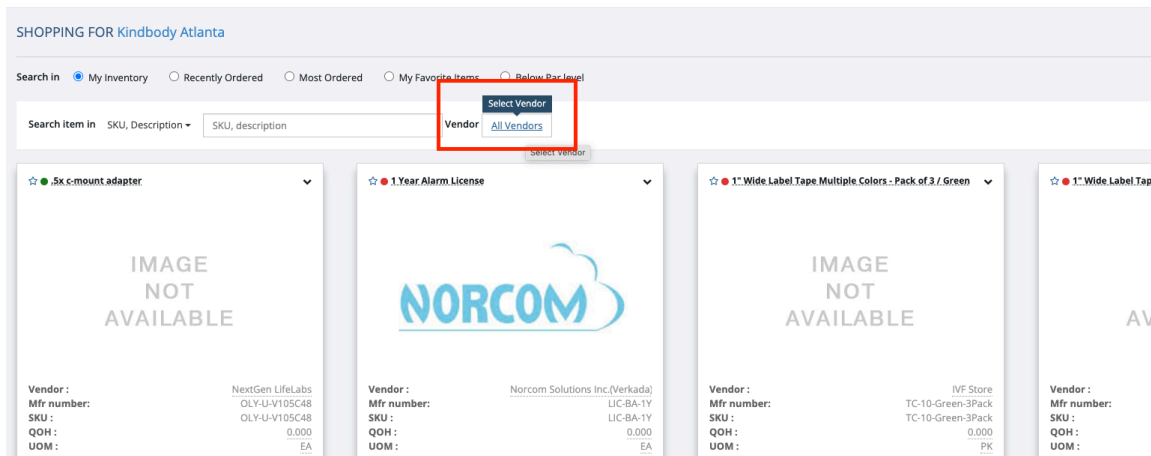 SHOPPING FOR Kindbody Atlanta
Search in My Inventory Recently Ordered Most Ordered My Favorite Items Below Par level
Select Vendor
Search item in SKU, Description SKU, description Vendor All Vendors
Select Vendor
.5x c-mount adapter
1 Year Alarm License
1" Wide Label Tape Multiple Colors - Pack of 3 / Green
1" Wide Label Tap
IMAGE
NOT
AVAILABLE
NORCOM
IMAGE
NOT
AVAILABLE
AV
Vendor : NextGen LifeLabs
Mfr number: OLY-U-V105C48
SKU : OLY-U-V105C48
QOH : 0.000
UOM : EA
Vendor : Norcom Solutions Inc.(Verkada)
Mfr number: LIC-BA-1Y
SKU : LIC-BA-1Y
QOH : 0.000
UOM : EA
Vendor : IVF Store
Mfr number: TC-10-Green-3Pack
SKU : TC-10-Green-3Pack
QOH : 0.000
UOM : PK
Vendor :
Mfr number:
SKU :
QOH :
UOM :